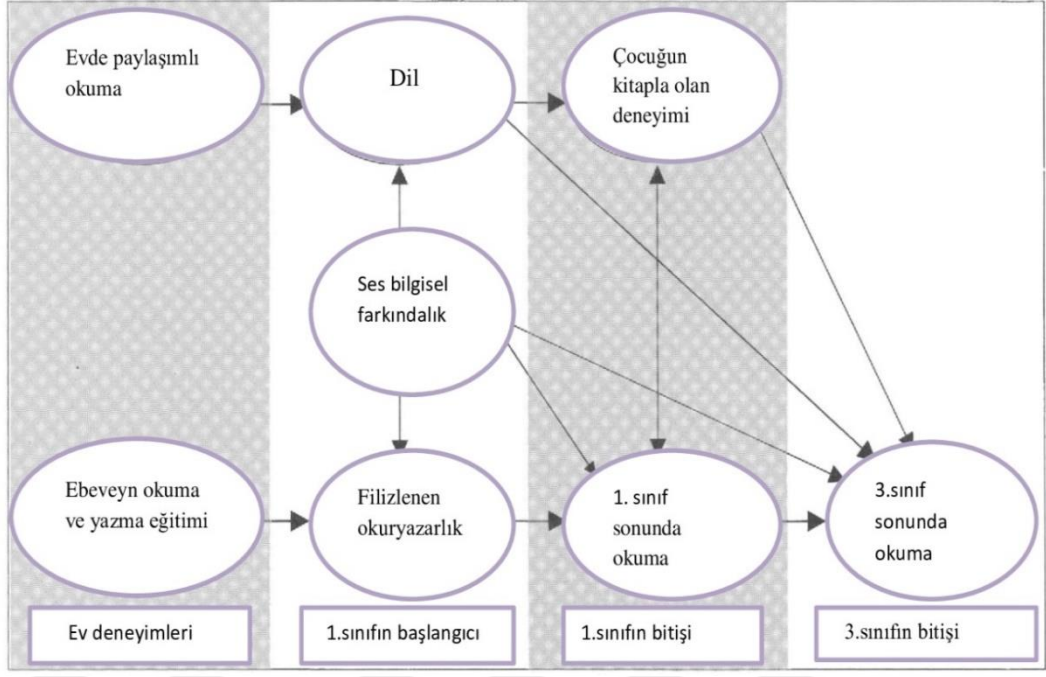 Evde paylaşımlı
okuma
Dil
Çocuğun
kitapla olan
deneyimi
Ses bilgisel
farkındalık
Ebeveyn okuma
ve yazma eğitimi
Filizlenen
okuryazarlık
1. sınıf
sonunda
okuma
3.sınıf
sonunda
okuma
Ev deneyimleri
1.sınıfın başlangıcı
1.sınıfın bitişi
3.sınıfın bitişi